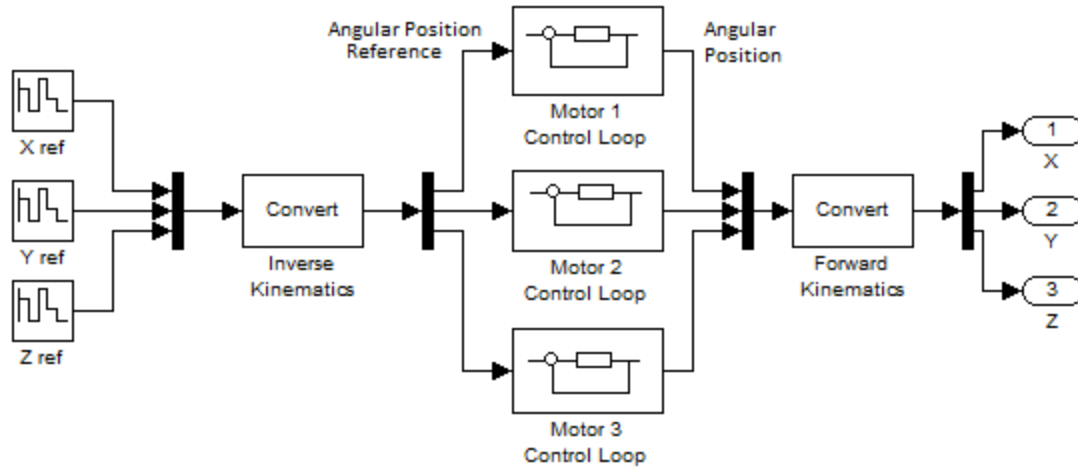 X ref
Y ref
Z ref
Convert
Inverse
Kinematics
Angular Position
Reference
Motor 1
Control Loop
Motor 2
Control Loop
Motor 3
Control Loop
Angular
Position
Convert
Forward
Kinematics
1
X
2
Y
3
Z